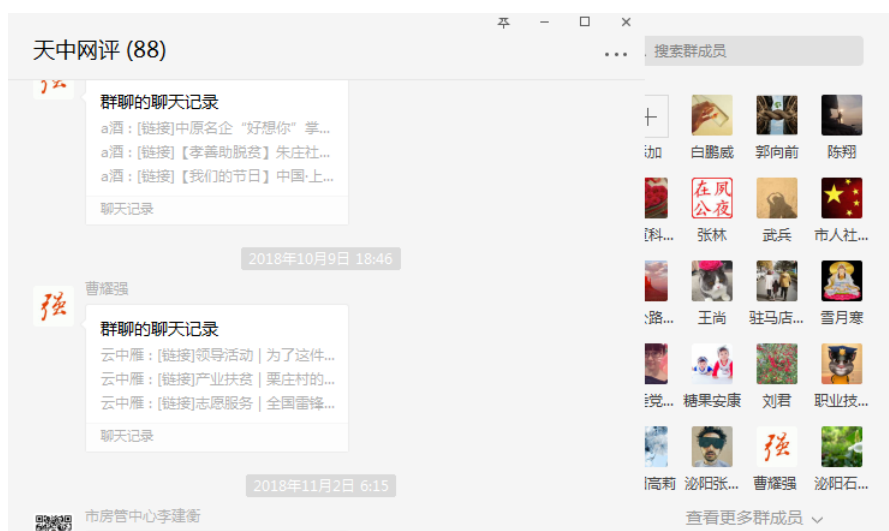 天中网评 (88)
搜索群成员
群聊的聊天记录
a酒：[链接]中原名企“好想你”掌...
a酒：[链接]【孝善助脱贫】朱庄社...
a酒：[链接]【我们的节日】中国·上...
聊天记录
2018年10月9日 18:46
曹耀强
强
群聊的聊天记录
云中雁：[链接]领导活动 | 为了这件...
云中雁：[链接]产业扶贫 | 栗庄村的...
云中雁：[链接]志愿服务 | 全国雷锋...
聊天记录
2018年11月2日 6:15
市房管中心李建衡
加 白鹏威 郭向前 陈翔
在夙
公夜
科... 张林 武兵 市人社...
路... 王尚 驻马店... 雪月寒
党... 糖果安康 刘君 职业技...
强
高莉 泌阳张... 曹耀强 泌阳石...
查看更多群成员